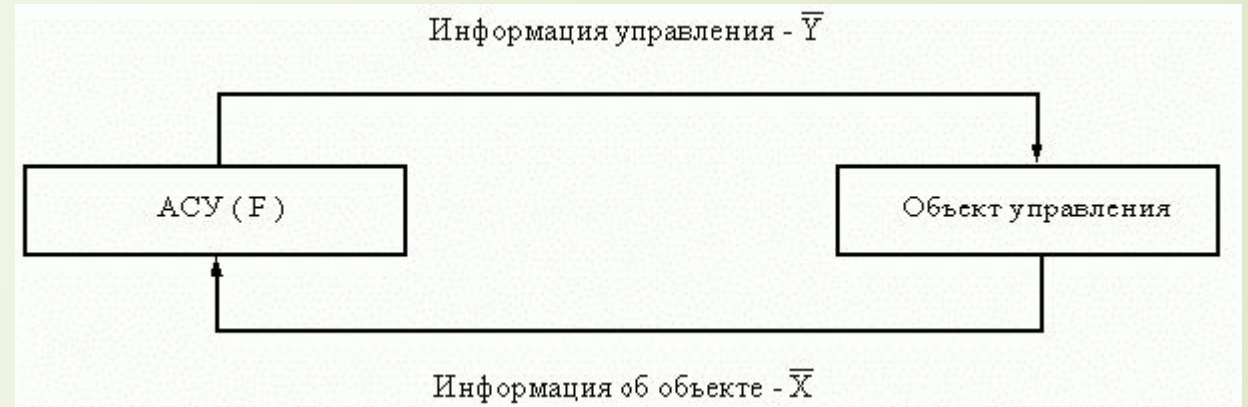 Информация управления - Y̅
АСУ ( F )
Объект управления
Информация об объекте - X̅